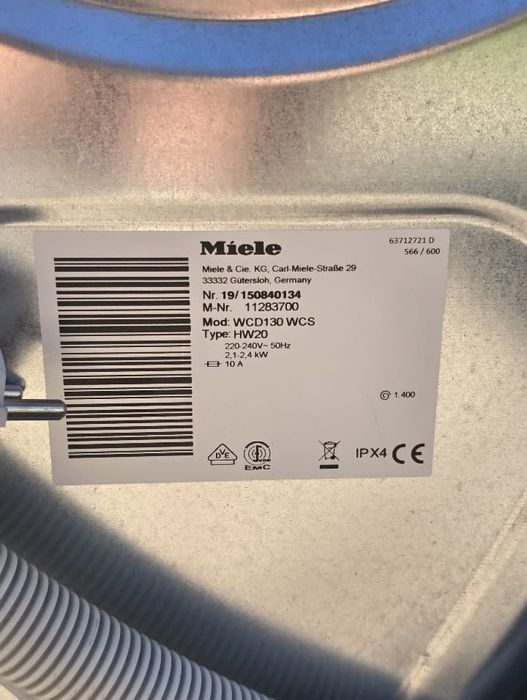 Miele
63712721 D
566 / 600
Miele & Cie. KG, Carl-Miele-Straße 29
33332 Gütersloh, Germany
Nr. 19/150840134
M-Nr. 11283700
Mod: WCD130 WCS
Type: HW20
220-240V~ 50Hz
2,1-2,4 kW
10 A
1.400
DVE
EMC
IPX4 CE